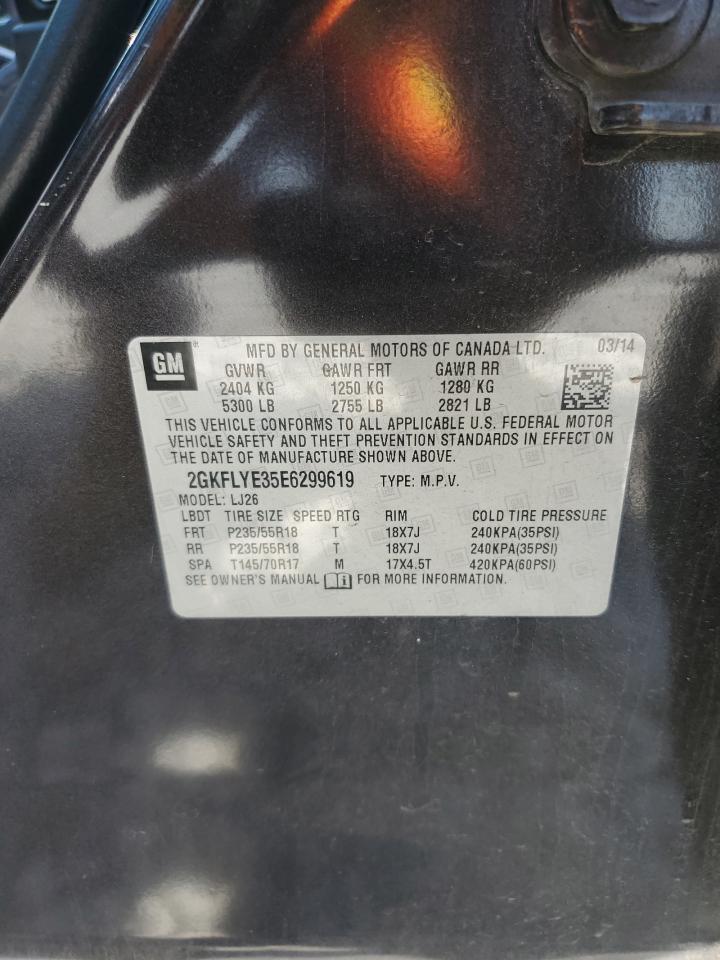 GM MFD BY GENERAL MOTORS OF CANADA LTD. 03/14
GVWR GAWR FRT GAWR RR
2404 KG 1250 KG 1280 KG
5300 LB 2755 LB 2821 LB
THIS VEHICLE CONFORMS TO ALL APPLICABLE U.S. FEDERAL MOTOR
VEHICLE SAFETY AND THEFT PREVENTION STANDARDS IN EFFECT ON
THE DATE OF MANUFACTURE SHOWN ABOVE.
2GKFLYE35E6299619 TYPE: M.P.V.
MODEL: LJ26
LBDT TIRE SIZE SPEED RTG RIM COLD TIRE PRESSURE
FRT P235/55R18 T 18X7J 240KPA(35PSI)
RR P235/55R18 T 18X7J 240KPA(35PSI)
SPA T145/70R17 M 17X4.5T 420KPA(60PSI)
SEE OWNER'S MANUAL FOR MORE INFORMATION.